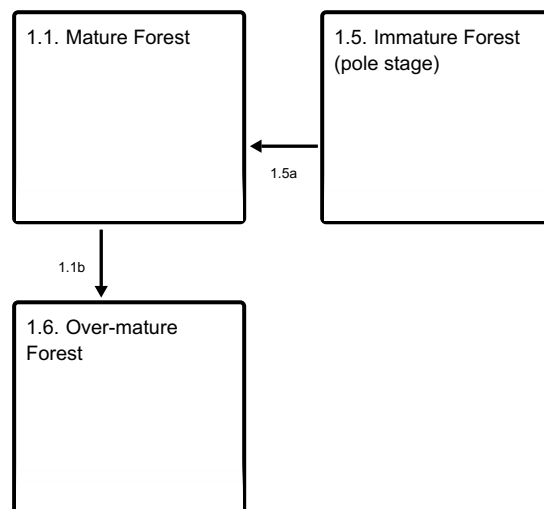 1.1. Mature Forest
1.5. Immature Forest
(pole stage)
1.5a
1.1b
1.6. Over-mature
Forest